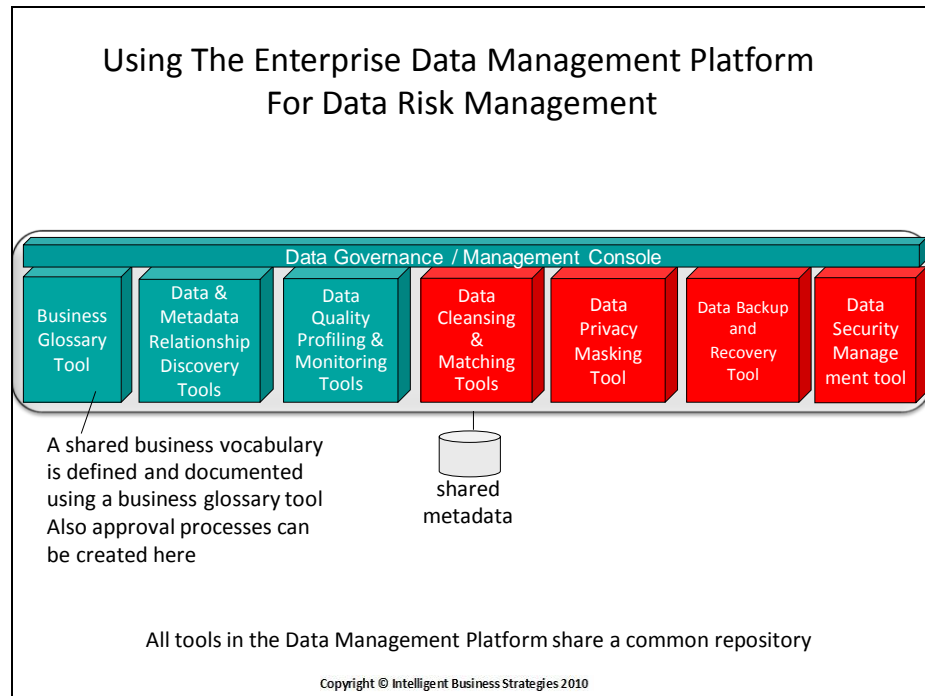 Using The Enterprise Data Management Platform
For Data Risk Management
Data Governance / Management Console
Business
Glossary
Tool
Data &
Metadata
Relationship
Discovery
Tools
Data
Quality
Profiling &
Monitoring
Tools
Data
Cleansing
&
Matching
Tools
Data
Privacy
Masking
Tool
Data Backup
and
Recovery
Tool
Data
Security
Manage
ment tool
A shared business vocabulary
is defined and documented
using a business glossary tool
Also approval processes can
be created here
shared
metadata
All tools in the Data Management Platform share a common repository
Copyright © Intelligent Business Strategies 2010